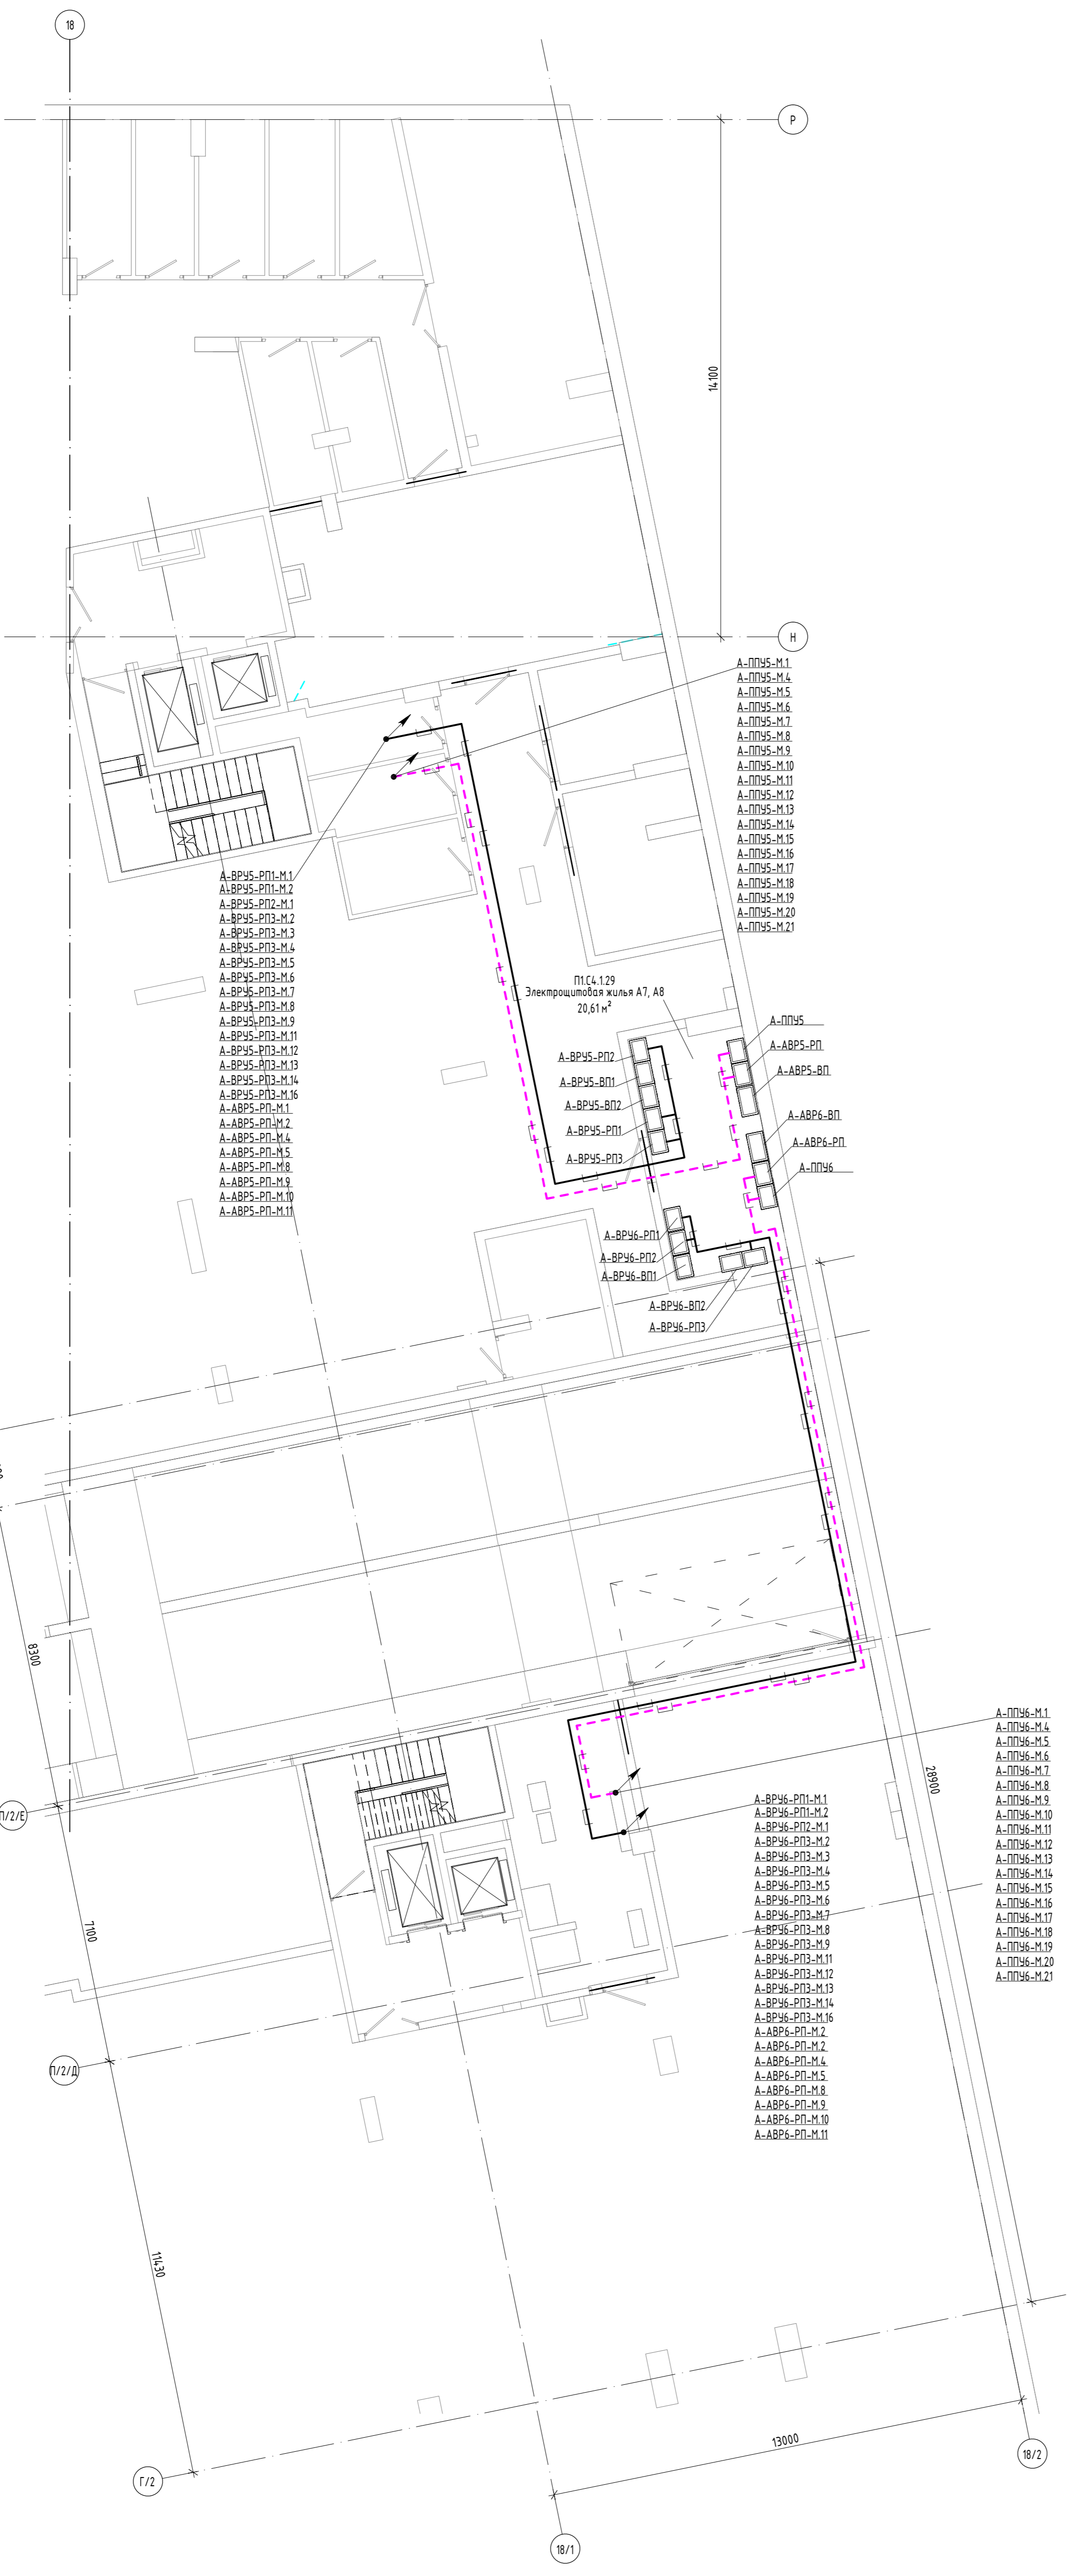 18
Р
14100
Н
А-ППУ5-М.1
А-ППУ5-М.4
А-ППУ5-М.5
А-ППУ5-М.6
А-ППУ5-М.7
А-ППУ5-М.8
А-ППУ5-М.9
А-ППУ5-М.10
А-ППУ5-М.11
А-ППУ5-М.12
А-ППУ5-М.13
А-ППУ5-М.14
А-ППУ5-М.15
А-ППУ5-М.16
А-ППУ5-М.17
А-ППУ5-М.18
А-ППУ5-М.19
А-ППУ5-М.20
А-ППУ5-М.21
А-ВРУ5-РП1-М.1
А-ВРУ5-РП1-М.2
А-ВРУ5-РП2-М.1
А-ВРУ5-РП3-М.2
А-ВРУ5-РП3-М.3
А-ВРУ5-РП3-М.4
А-ВРУ5-РП3-М.5
А-ВРУ5-РП3-М.6
А-ВРУ5-РП3-М.7
А-ВРУ5-РП3-М.8
А-ВРУ5-РП3-М.9
А-ВРУ5-РП3-М.11
А-ВРУ5-РП3-М.12
А-ВРУ5-РП3-М.13
А-ВРУ5-РП3-М.14
А-ВРУ5-РП3-М.16
А-АВР5-РП-М.1
А-АВР5-РП-М.2
А-АВР5-РП-М.4
А-АВР5-РП-М.5
А-АВР5-РП-М.8
А-АВР5-РП-М.9
А-АВР5-РП-М.10
А-АВР5-РП-М.11
П1.С4.1.29
Электрощитовая жилья А7, А8
20,61 м²
А-ППУ5
А-АВР5-РП
А-АВР5-ВП
А-ВРУ5-РП2
А-ВРУ5-ВП1
А-ВРУ5-ВП2
А-ВРУ5-РП1
А-ВРУ5-РП3
А-АВР6-ВП
А-АВР6-РП
А-ППУ6
А-ВРУ6-РП1
А-ВРУ6-РП2
А-ВРУ6-ВП1
А-ВРУ6-ВП2
А-ВРУ6-РП3
8300
28900
А-ППУ6-М.1
А-ППУ6-М.4
А-ППУ6-М.5
А-ППУ6-М.6
А-ППУ6-М.7
А-ППУ6-М.8
А-ППУ6-М.9
А-ППУ6-М.10
А-ППУ6-М.11
А-ППУ6-М.12
А-ППУ6-М.13
А-ППУ6-М.14
А-ППУ6-М.15
А-ППУ6-М.16
А-ППУ6-М.17
А-ППУ6-М.18
А-ППУ6-М.19
А-ППУ6-М.20
А-ППУ6-М.21
А-ВРУ6-РП1-М.1
А-ВРУ6-РП1-М.2
А-ВРУ6-РП2-М.1
А-ВРУ6-РП3-М.2
А-ВРУ6-РП3-М.3
А-ВРУ6-РП3-М.4
А-ВРУ6-РП3-М.5
А-ВРУ6-РП3-М.6
А-ВРУ6-РП3-М.7
А-ВРУ6-РП3-М.8
А-ВРУ6-РП3-М.9
А-ВРУ6-РП3-М.11
А-ВРУ6-РП3-М.12
А-ВРУ6-РП3-М.13
А-ВРУ6-РП3-М.14
А-ВРУ6-РП3-М.16
А-АВР6-РП-М.2
А-АВР6-РП-М.2
А-АВР6-РП-М.4
А-АВР6-РП-М.5
А-АВР6-РП-М.8
А-АВР6-РП-М.9
А-АВР6-РП-М.10
А-АВР6-РП-М.11
П/2/Е
7100
П/2/Д
11430
13000
Г/2
18/2
18/1